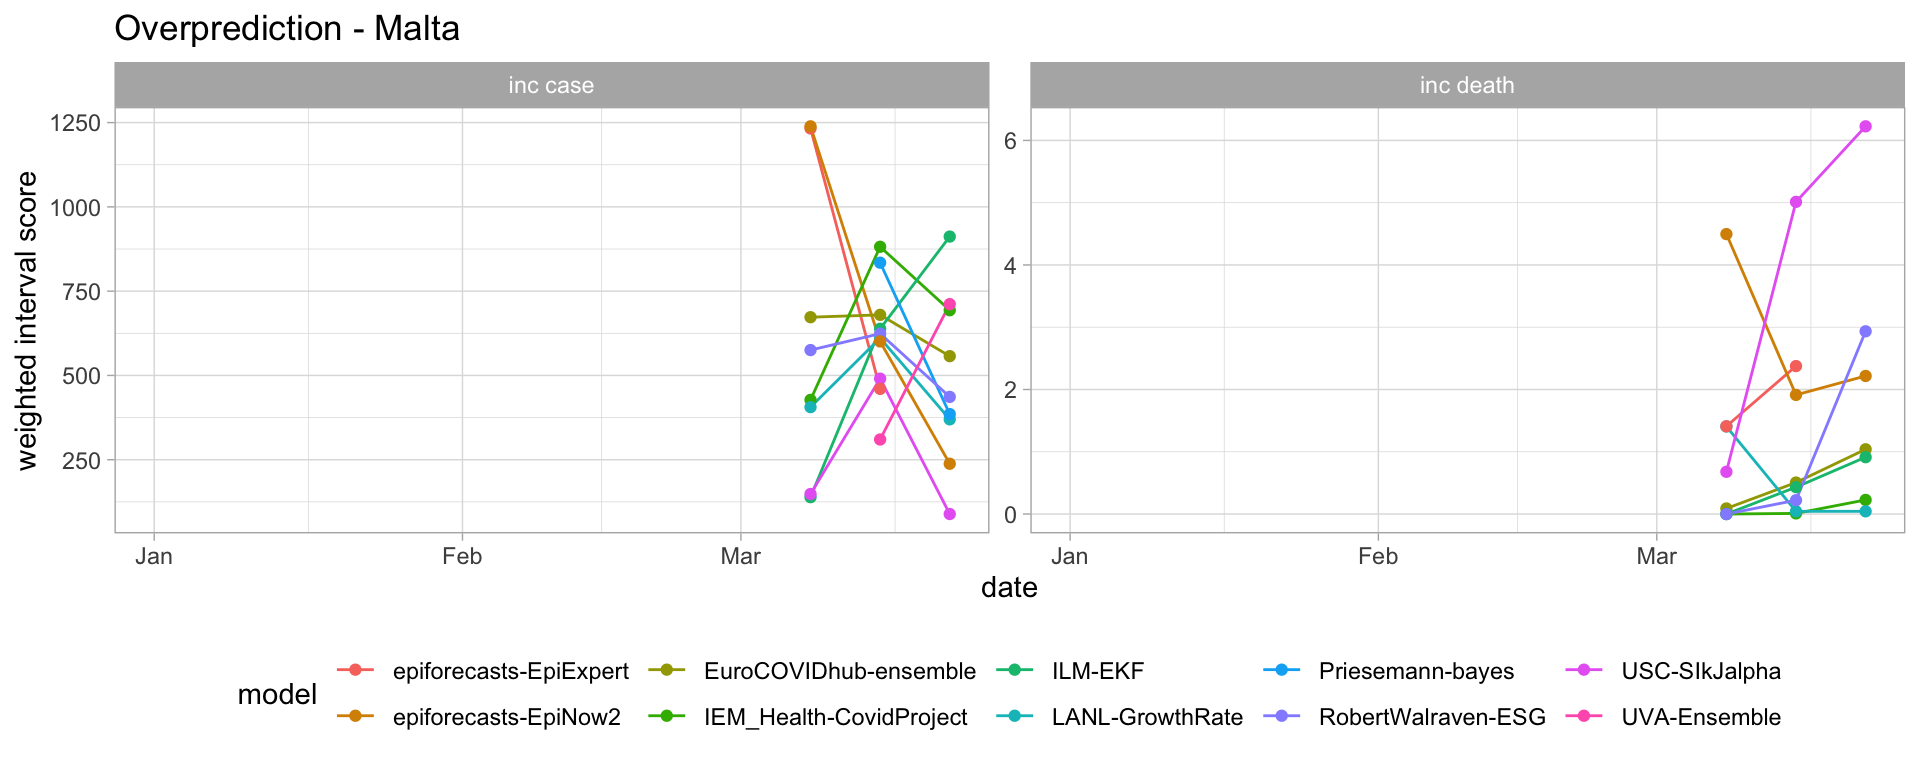 Overprediction - Malta
inc case
inc death
weighted interval score
1250
1000
750
500
250
6
4
2
0
Jan
Feb
Mar
Jan
Feb
Mar
date
model
epiforecasts-EpiExpert
EuroCOVIDhub-ensemble
ILM-EKF
Priesemann-bayes
USC-SIkJalpha
epiforecasts-EpiNow2
IEM_Health-CovidProject
LANL-GrowthRate
RobertWalraven-ESG
UVA-Ensemble